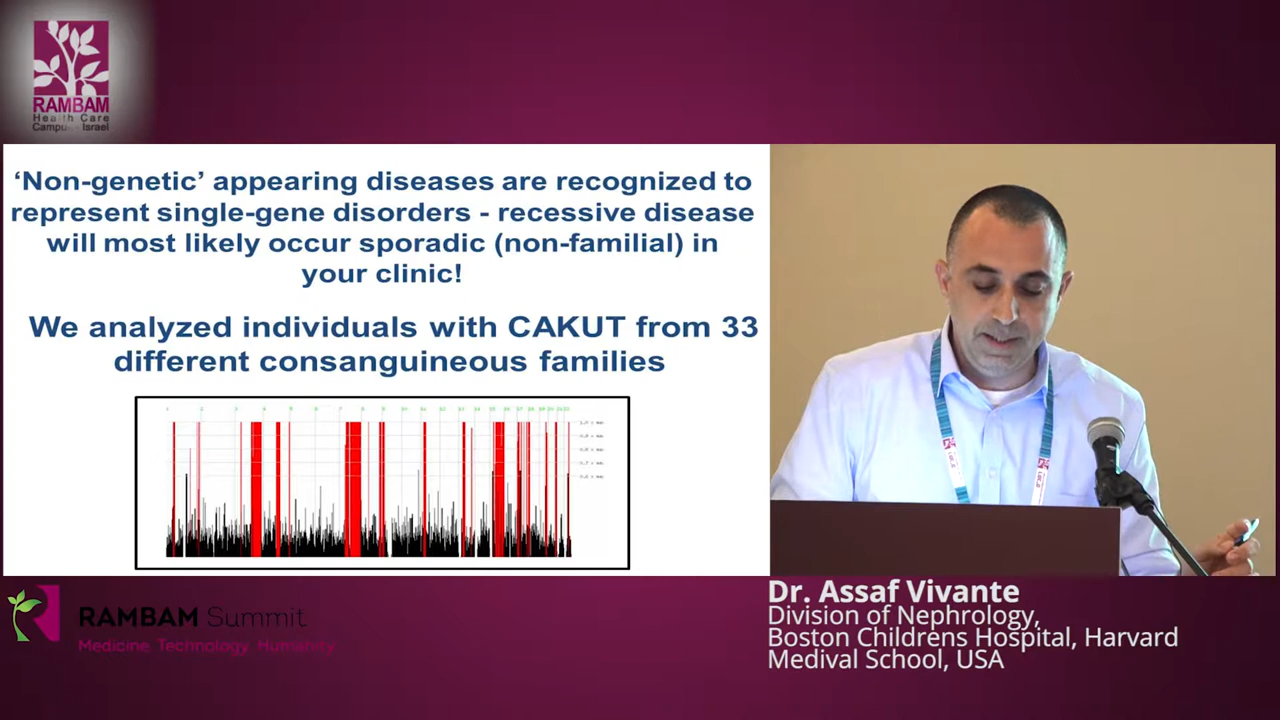 RAMBAM
Health Care
Campus Israel
‘Non-genetic’ appearing diseases are recognized to
represent single-gene disorders - recessive disease
will most likely occur sporadic (non-familial) in
your clinic!
We analyzed individuals with CAKUT from 33
different consanguineous families
RAMBAM Summit
Medicine. Technology. Humanity
Dr. Assaf Vivante
Division of Nephrology,
Boston Childrens Hospital, Harvard
Medival School, USA